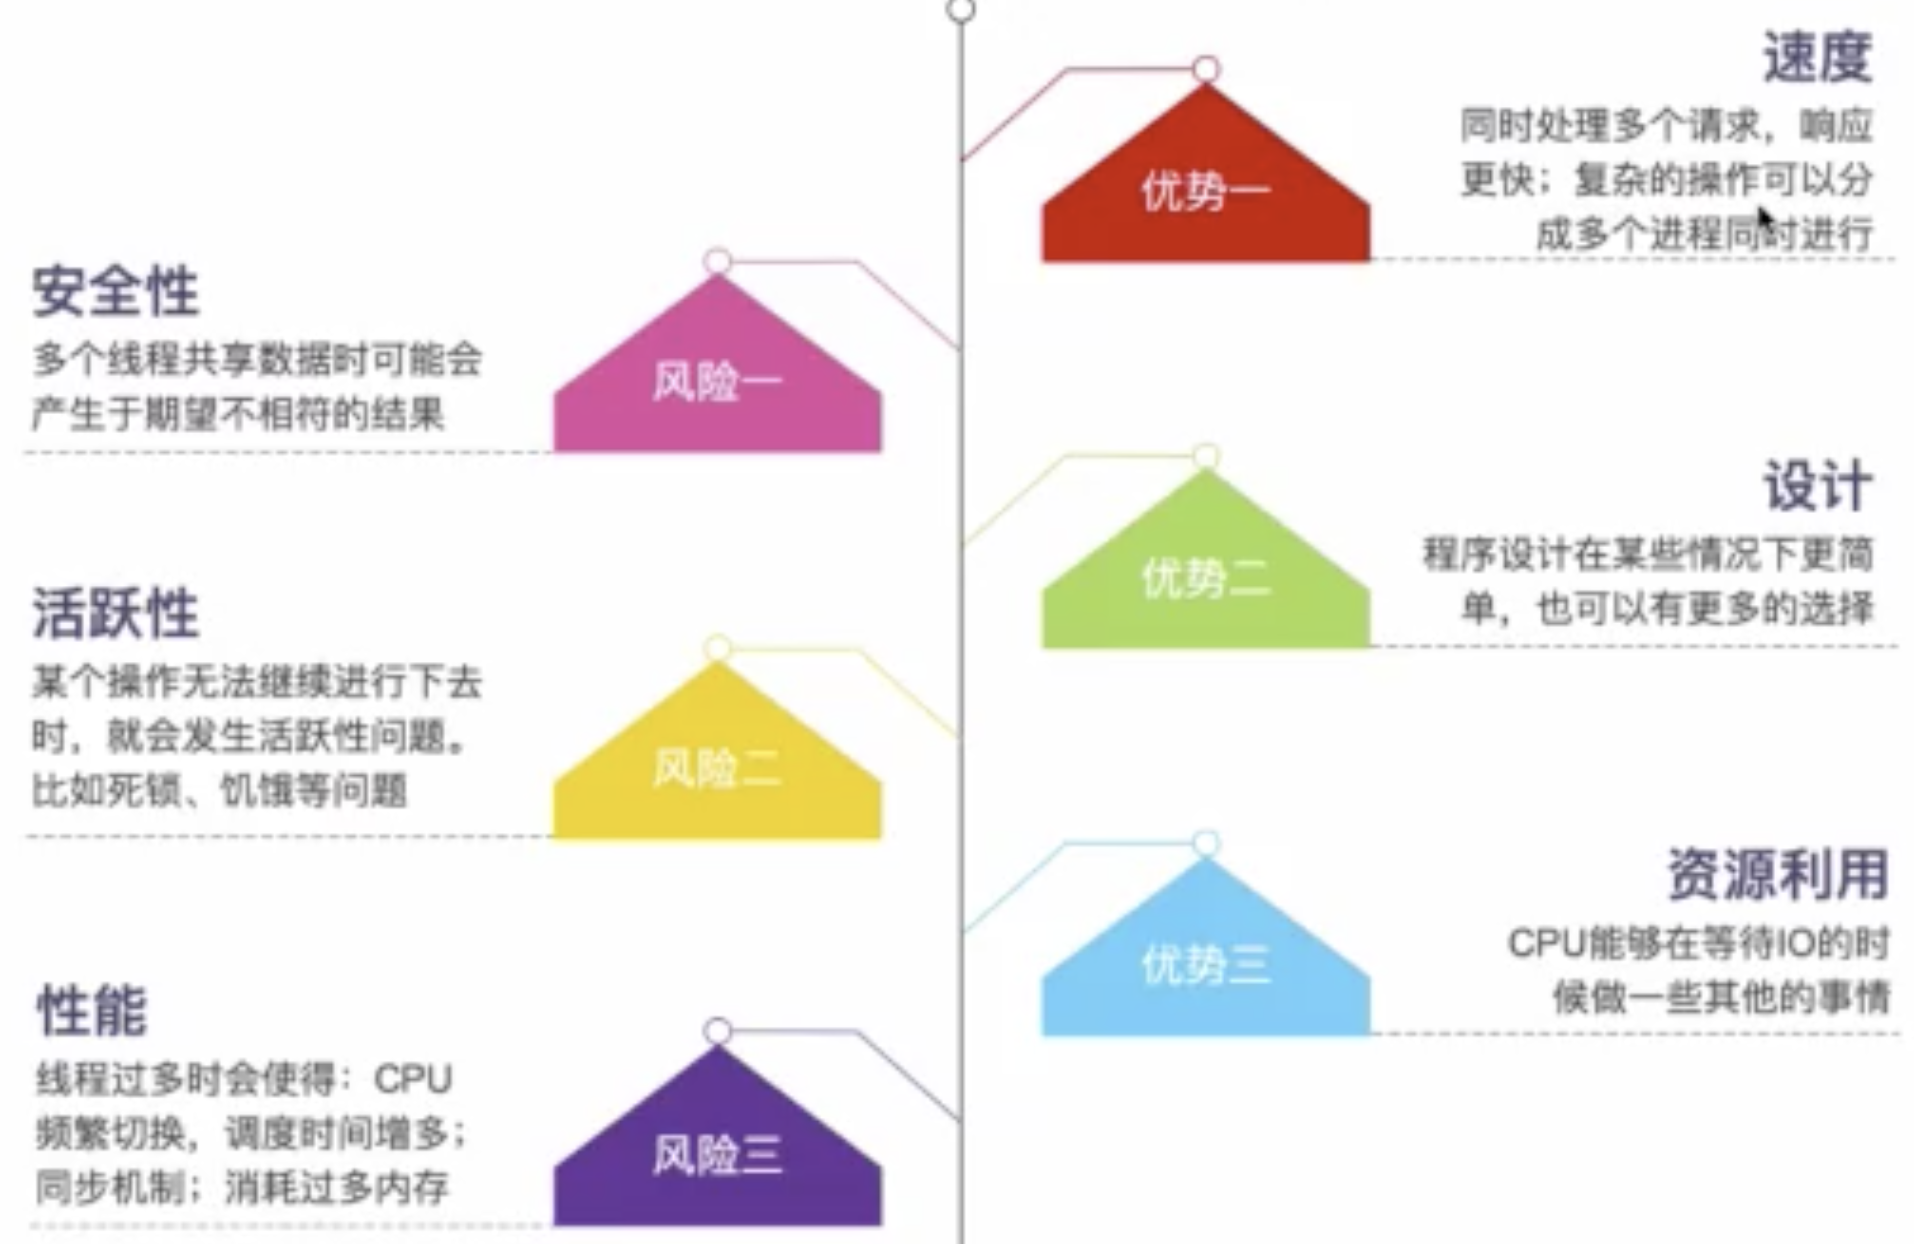 速度
同时处理多个请求，响应
更快；复杂的操作可以分
成多个进程同时进行
优势一
安全性
多个线程共享数据时可能会
产生于期望不相符的结果
风险一
设计
程序设计在某些情况下更简
单，也可以有更多的选择
优势二
活跃性
某个操作无法继续进行下去
时，就会发生活跃性问题。
比如死锁、饥饿等问题
风险二
资源利用
CPU能够在等待IO的时
候做一些其他的事情
优势三
性能
线程过多时会使得：CPU
频繁切换，调度时间增多；
同步机制；消耗过多内存
风险三